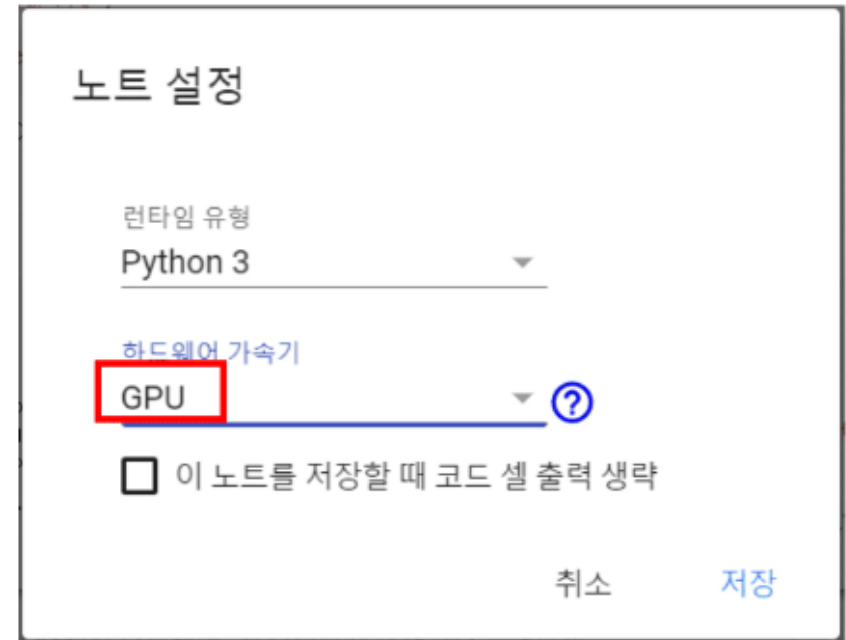 노트 설정
런타임 유형
Python 3
하드웨어 가속기
GPU
이 노트를 저장할 때 코드 셀 출력 생략
취소 저장